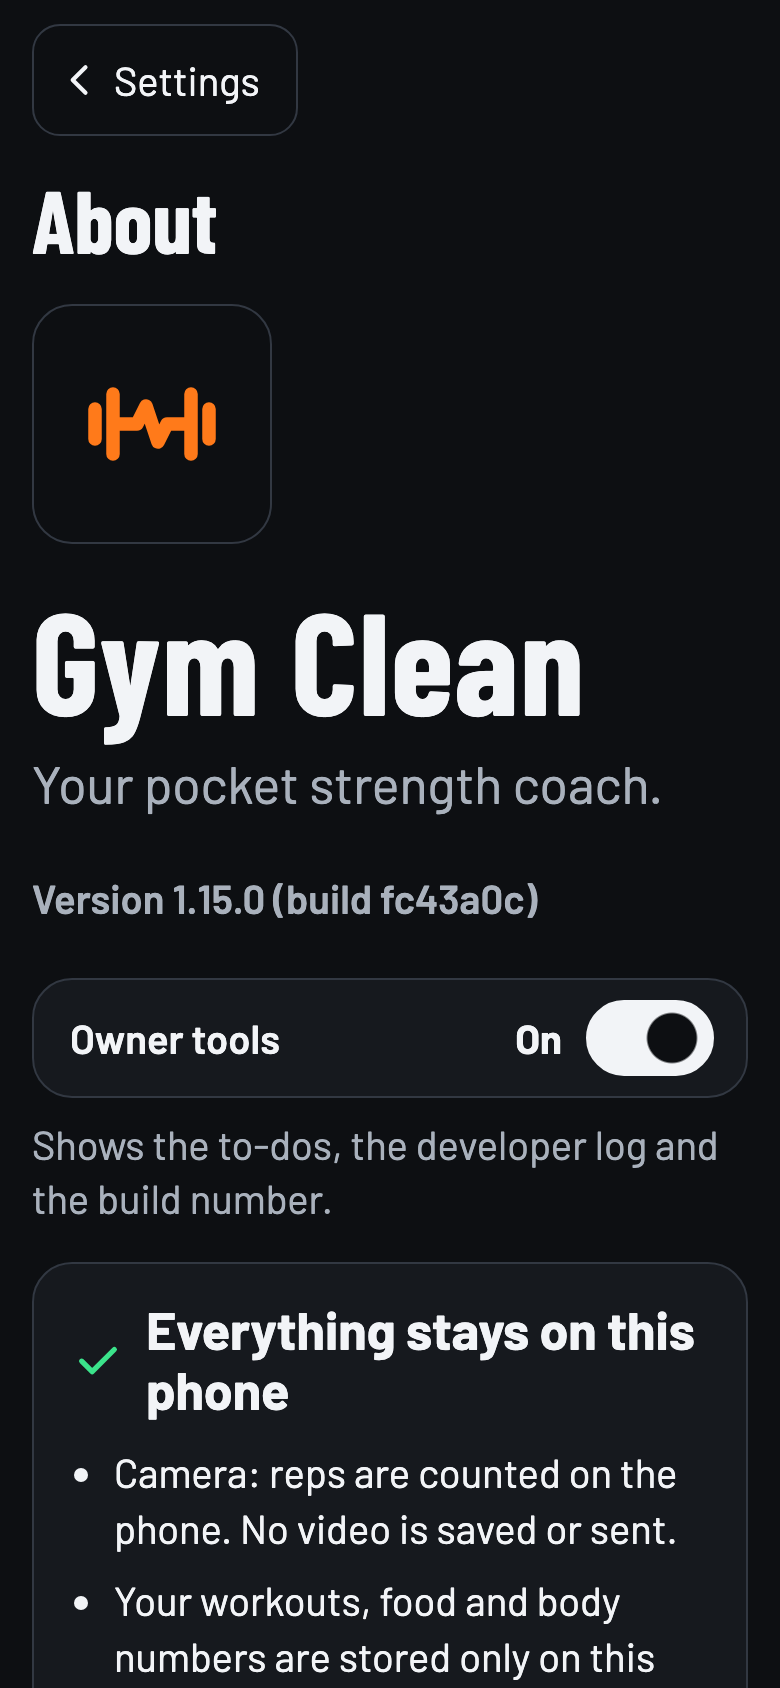 Settings
About
Gym Clean
Your pocket strength coach.
Version 1.15.0 (build fc43a0c)
Owner tools On
Shows the to-dos, the developer log and
the build number.
Everything stays on this
phone
• Camera: reps are counted on the
phone. No video is saved or sent.
• Your workouts, food and body
numbers are stored only on this